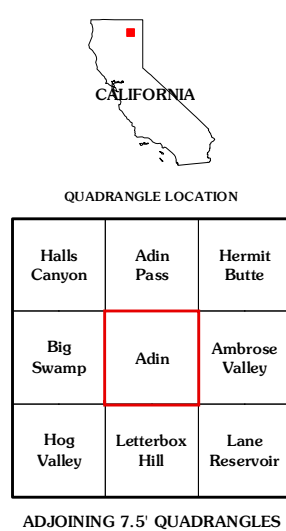 CALIFORNIA
QUADRANGLE LOCATION
Halls
Canyon
Adin
Pass
Hermit
Butte
Big
Swamp
Adin
Ambrose
Valley
Hog
Valley
Letterbox
Hill
Lane
Reservoir
ADJOINING 7.5' QUADRANGLES